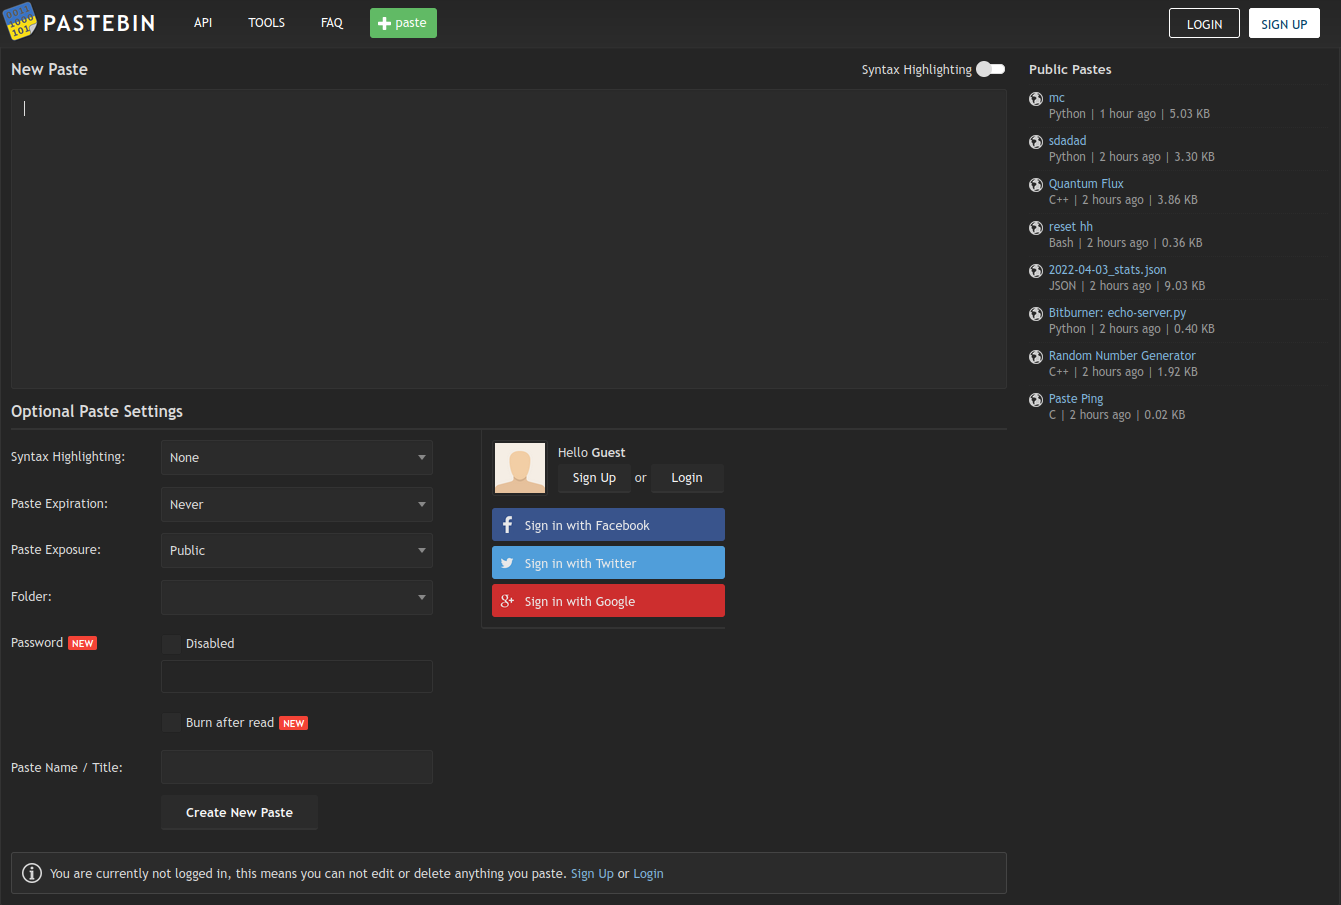 PASTEBIN API TOOLS FAQ paste LOGIN SIGN UP
New Paste
Syntax Highlighting
Optional Paste Settings
Syntax Highlighting: None
Paste Expiration: Never
Paste Exposure: Public
Folder:
Password NEW Disabled
Burn after read NEW
Paste Name / Title:
Create New Paste
Hello Guest
Sign Up or Login
Sign in with Facebook
Sign in with Twitter
Sign in with Google
You are currently not logged in, this means you can not edit or delete anything you paste. Sign Up or Login
Public Pastes
mc
Python | 1 hour ago | 5.03 KB
sdadad
Python | 2 hours ago | 3.30 KB
Quantum Flux
C++ | 2 hours ago | 3.86 KB
reset hh
Bash | 2 hours ago | 0.36 KB
2022-04-03_stats.json
JSON | 2 hours ago | 9.03 KB
Bitburner: echo-server.py
Python | 2 hours ago | 0.40 KB
Random Number Generator
C++ | 2 hours ago | 1.92 KB
Paste Ping
C | 2 hours ago | 0.02 KB